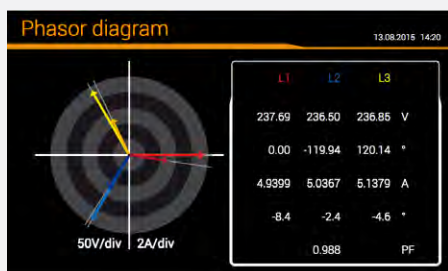 Phasor diagram
13.08.2015 14:20
L1 L2 L3
237.69 236.50 236.85 V
0.00 -119.94 120.14 °
4.9399 5.0367 5.1379 A
-8.4 -2.4 -4.6 °
0.988 PF
50V/div 2A/div